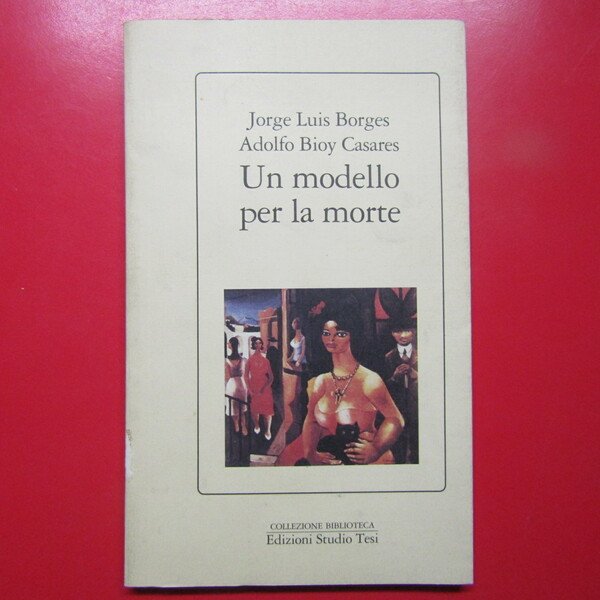 Jorge Luis Borges
Adolfo Bioy Casares
Un modello
per la morte
COLLEZIONE BIBLIOTECA
Edizioni Studio Tesi